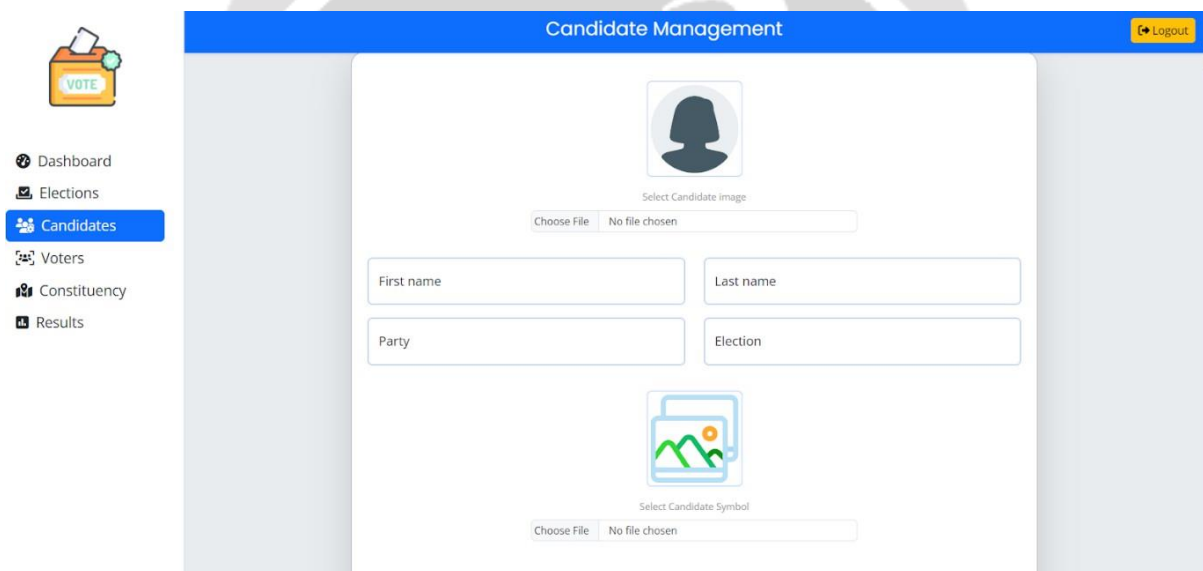 Candidate Management
Logout
VOTE
Dashboard
Elections
Candidates
Voters
Constituency
Results
Select Candidate image
Choose File No file chosen
First name Last name
Party Election
Select Candidate Symbol
Choose File No file chosen